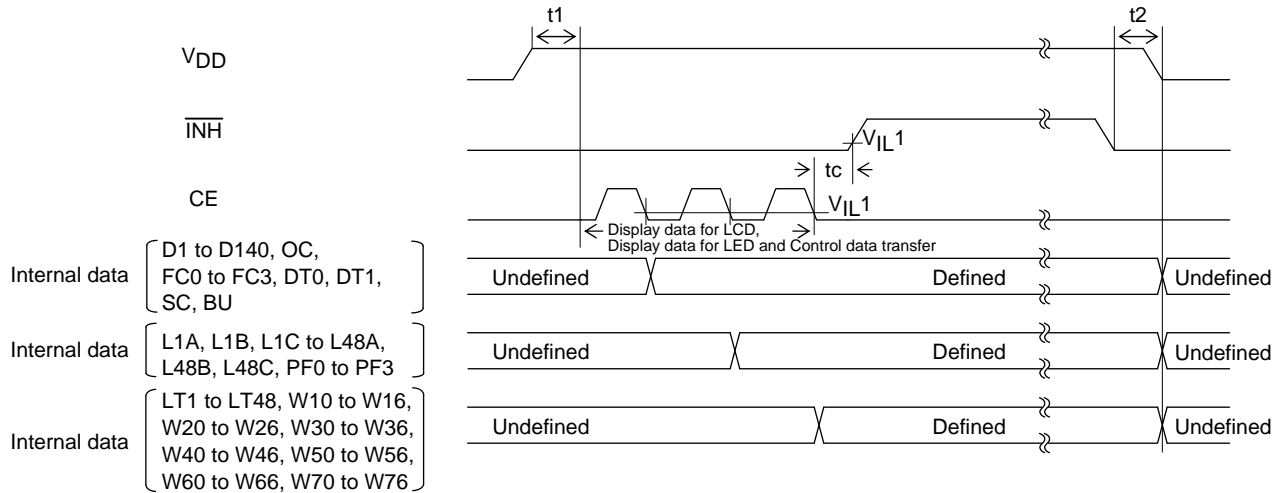 t1
t2
VDD
INH
VIL1
tc
CE
VIL1
Display data for LCD,
Display data for LED and Control data transfer
Internal data
D1 to D140, OC,
FC0 to FC3, DT0, DT1,
SC, BU
Undefined
Defined
Undefined
Internal data
L1A, L1B, L1C to L48A,
L48B, L48C, PF0 to PF3
Undefined
Defined
Undefined
Internal data
LT1 to LT48, W10 to W16,
W20 to W26, W30 to W36,
W40 to W46, W50 to W56,
W60 to W66, W70 to W76
Undefined
Defined
Undefined